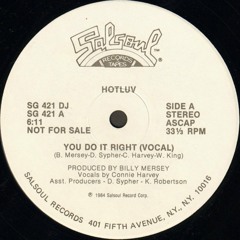 Salsoul
RECORDS
TAPES
HOTLUV
SG 421 DJ
SG 421 A
6:11
NOT FOR SALE
SIDE A
STEREO
ASCAP
33⅓ RPM
YOU DO IT RIGHT (VOCAL)
(B. Mersey-D. Sypher-C. Harvey-W. King)
PRODUCED BY BILLY MERSEY
Vocals by Connie Harvey
Asst. Producers - D. Sypher - K. Robertson
℗ 1984 Salsoul Record Corp.
SALSOUL RECORDS 401 FIFTH AVENUE, N.Y., N.Y. 10016